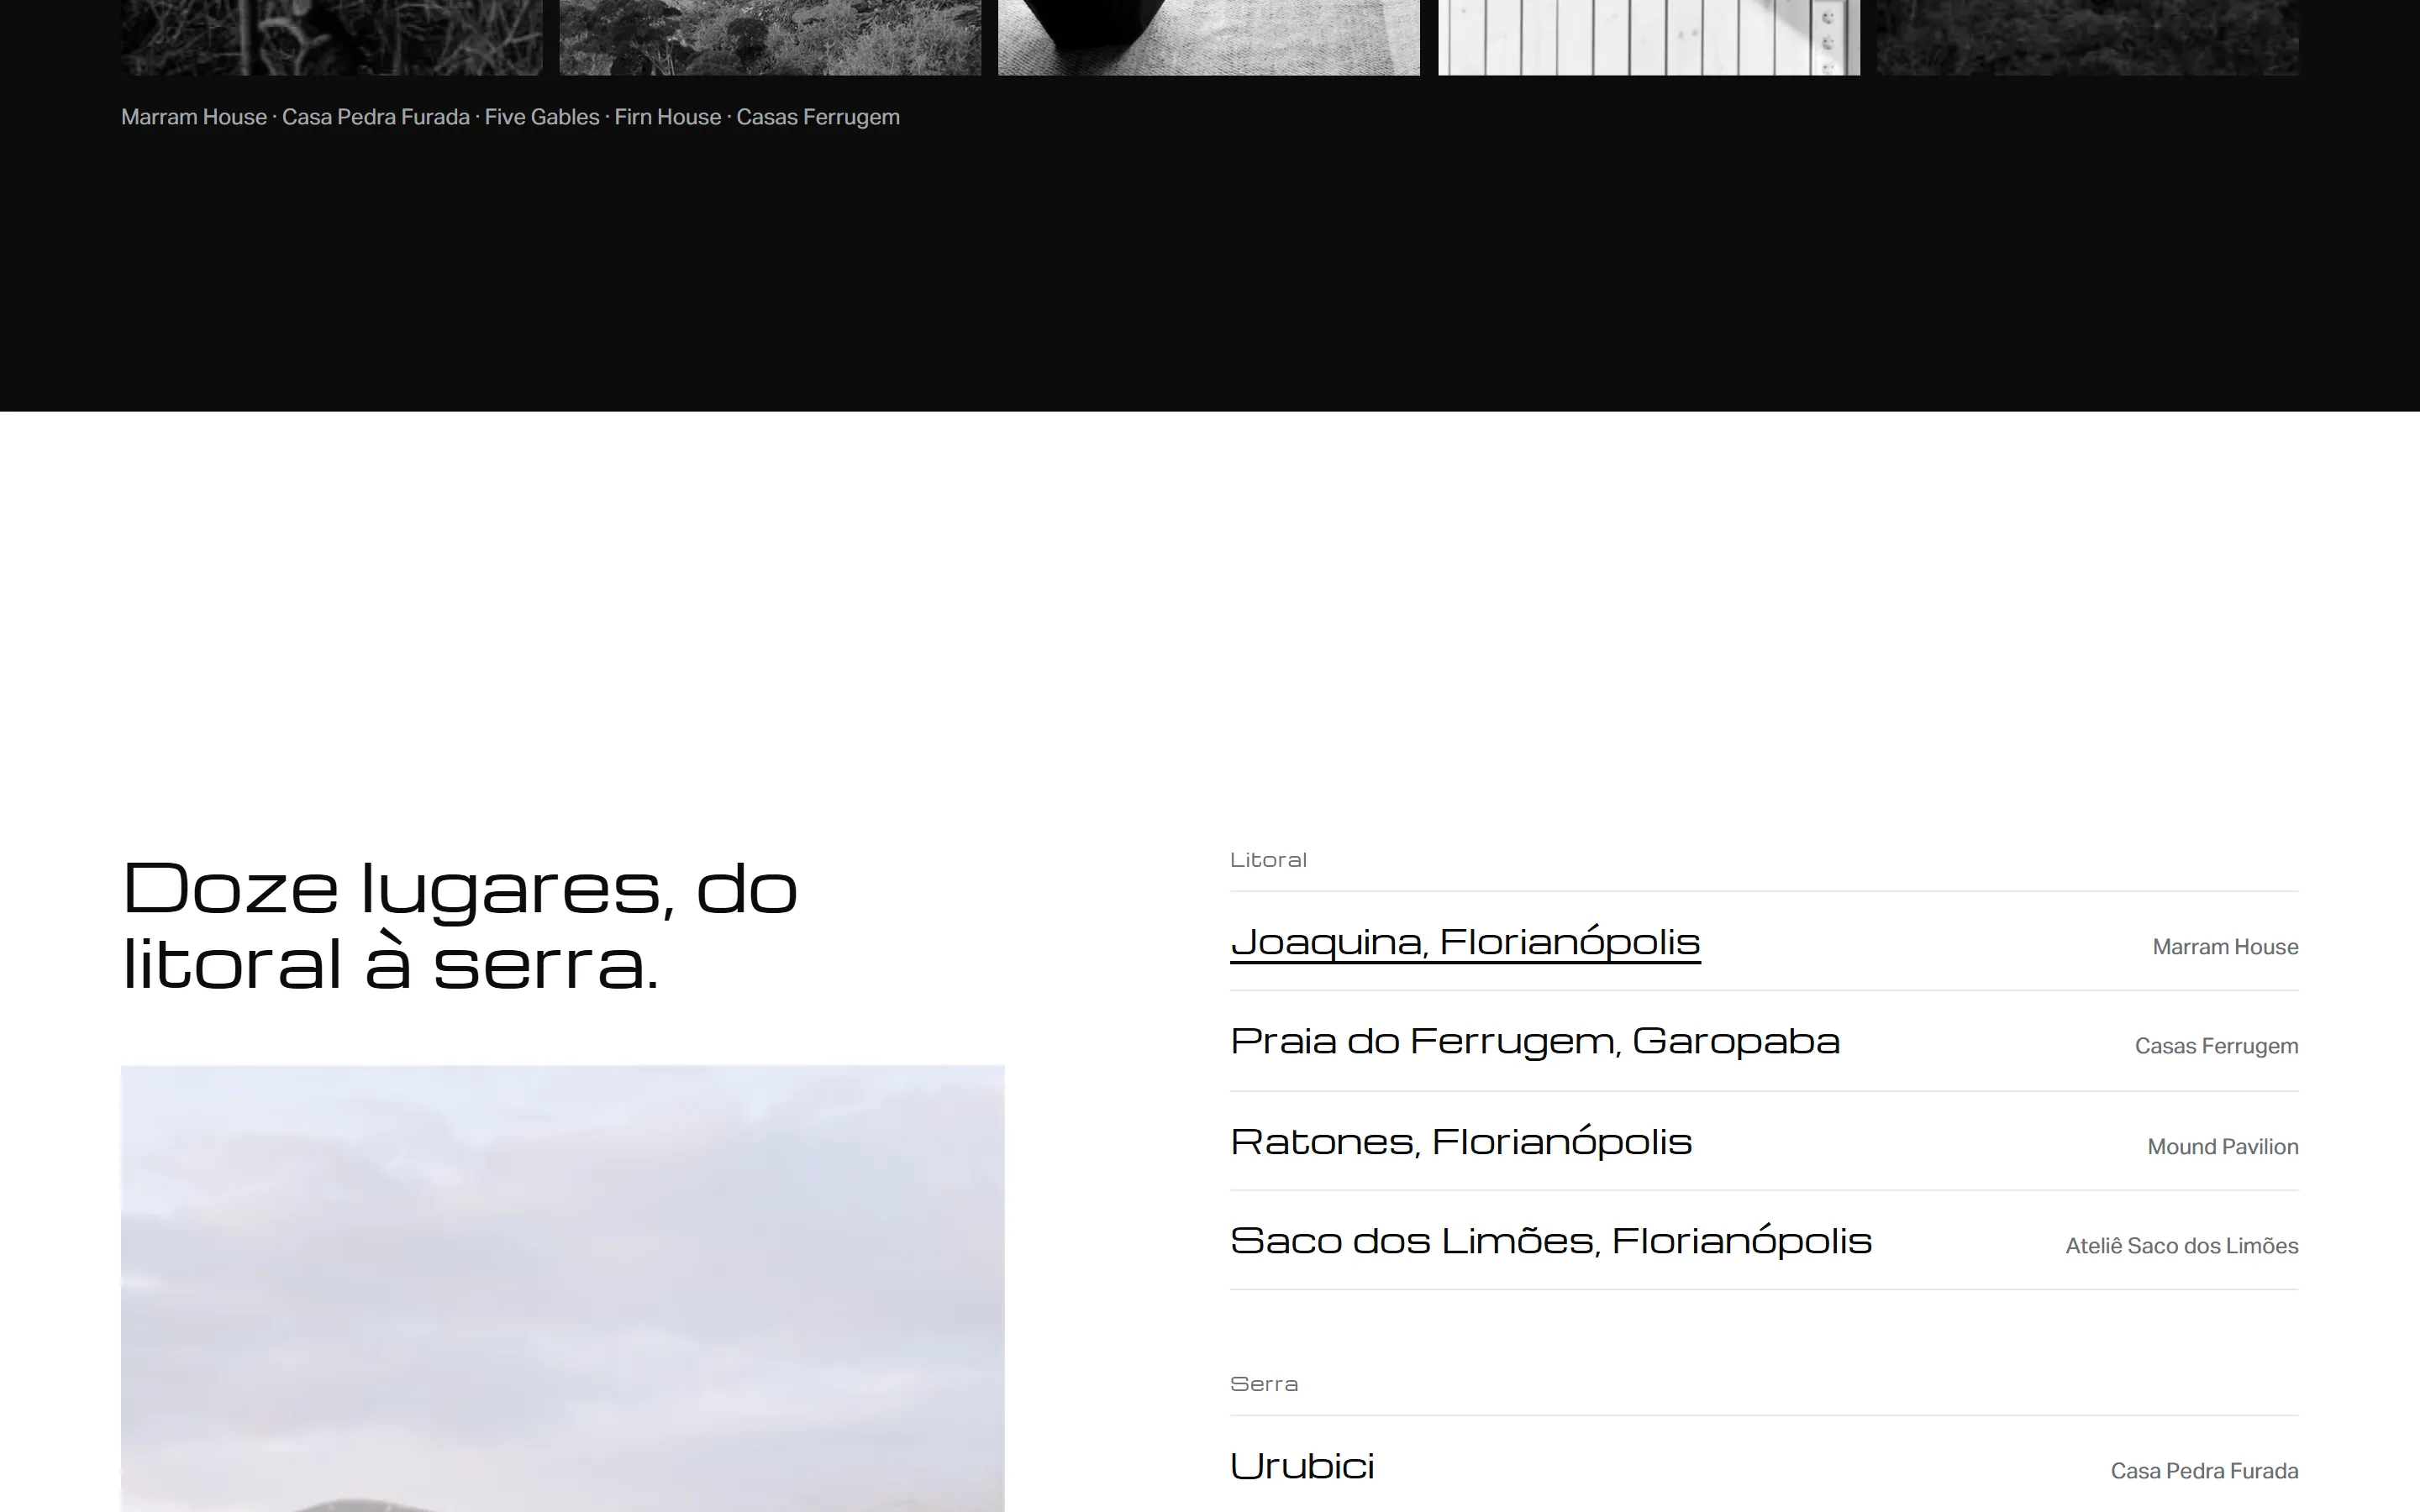 Marram House · Casa Pedra Furada · Five Gables · Firn House · Casas Ferrugem
Doze lugares, do
litoral à serra.
Litoral
Joaquina, Florianópolis
Marram House
Praia do Ferrugem, Garopaba
Casas Ferrugem
Ratones, Florianópolis
Mound Pavilion
Saco dos Limões, Florianópolis
Ateliê Saco dos Limões
Serra
Urubici
Casa Pedra Furada